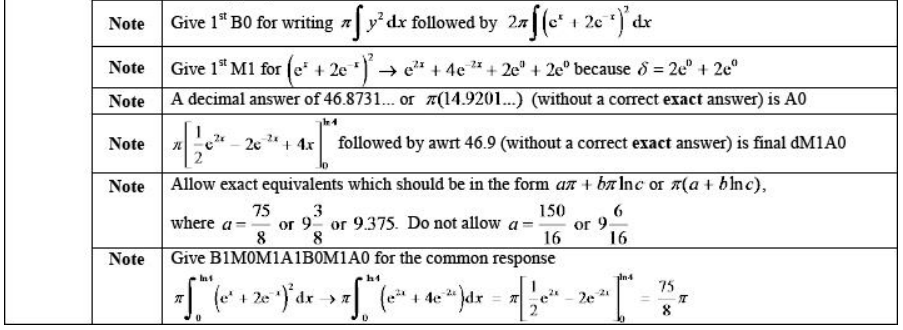 Note Give 1st B0 for writing π∫y² dx followed by 2π∫(eˣ + 2e⁻ˣ)² dx
Note Give 1st M1 for (eˣ + 2e⁻ˣ)² → e²ˣ + 4e⁻²ˣ + 2e⁰ + 2e⁰ because δ = 2e⁰ + 2e⁰
Note A decimal answer of 46.8731... or π(14.9201...) (without a correct exact answer) is A0
Note π[1/2 e²ˣ − 2e⁻²ˣ + 4x]₀^ln4 followed by awrt 46.9 (without a correct exact answer) is final dM1A0
Note Allow exact equivalents which should be in the form aπ + bπ ln c or π(a + b ln c),
where a = 75/8 or 9 3/8 or 9.375. Do not allow a = 150/16 or 9 6/16
Note Give B1M0M1A1B0M1A0 for the common response
π∫₀^ln4 (eˣ + 2e⁻ˣ)² dx → π∫₀^ln4 (e²ˣ + 4e⁻²ˣ)dx = π[1/2 e²ˣ − 2e⁻²ˣ]₀^ln4 = 75/8 π